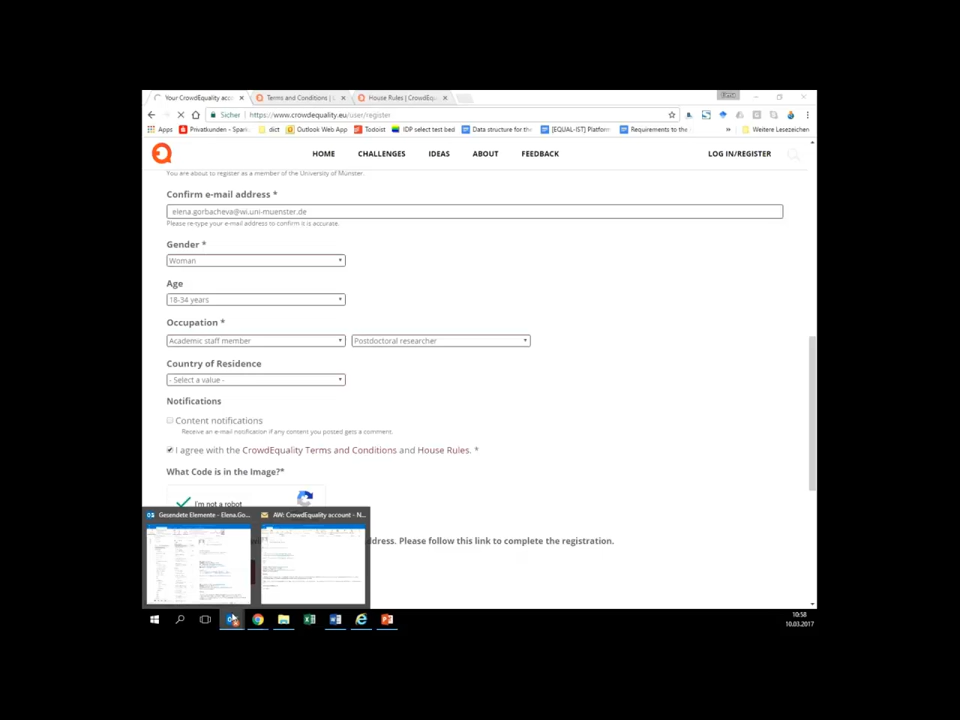 Your CrowdEquality acc... Terms and Conditions | House Rules | CrowdEq...
Sicher https://www.crowdequality.eu/user/register
Apps Privatkunden - Spani... dict Outlook Web App Todoist IDP select test bed Data structure for the [EQUAL-IST] Platform Requirements to the » Weitere Lesezeichen
HOME CHALLENGES IDEAS ABOUT FEEDBACK LOG IN/REGISTER
You are about to register as a member of the University of Münster.
Confirm e-mail address *
elena.gorbacheva@wi.uni-muenster.de
Please re-type your e-mail address to confirm it is accurate.
Gender *
Woman
Age
18-34 years
Occupation *
Academic staff member Postdoctoral researcher
Country of Residence
- Select a value -
Notifications
Content notifications
Receive an e-mail notification if any content you posted gets a comment.
I agree with the CrowdEquality Terms and Conditions and House Rules. *
What Code is in the Image?*
I'm not a robot
Gesendete Elemente - Elena.Go... AW: CrowdEquality account - N...
ddress. Please follow this link to complete the registration.
10:58
10.03.2017